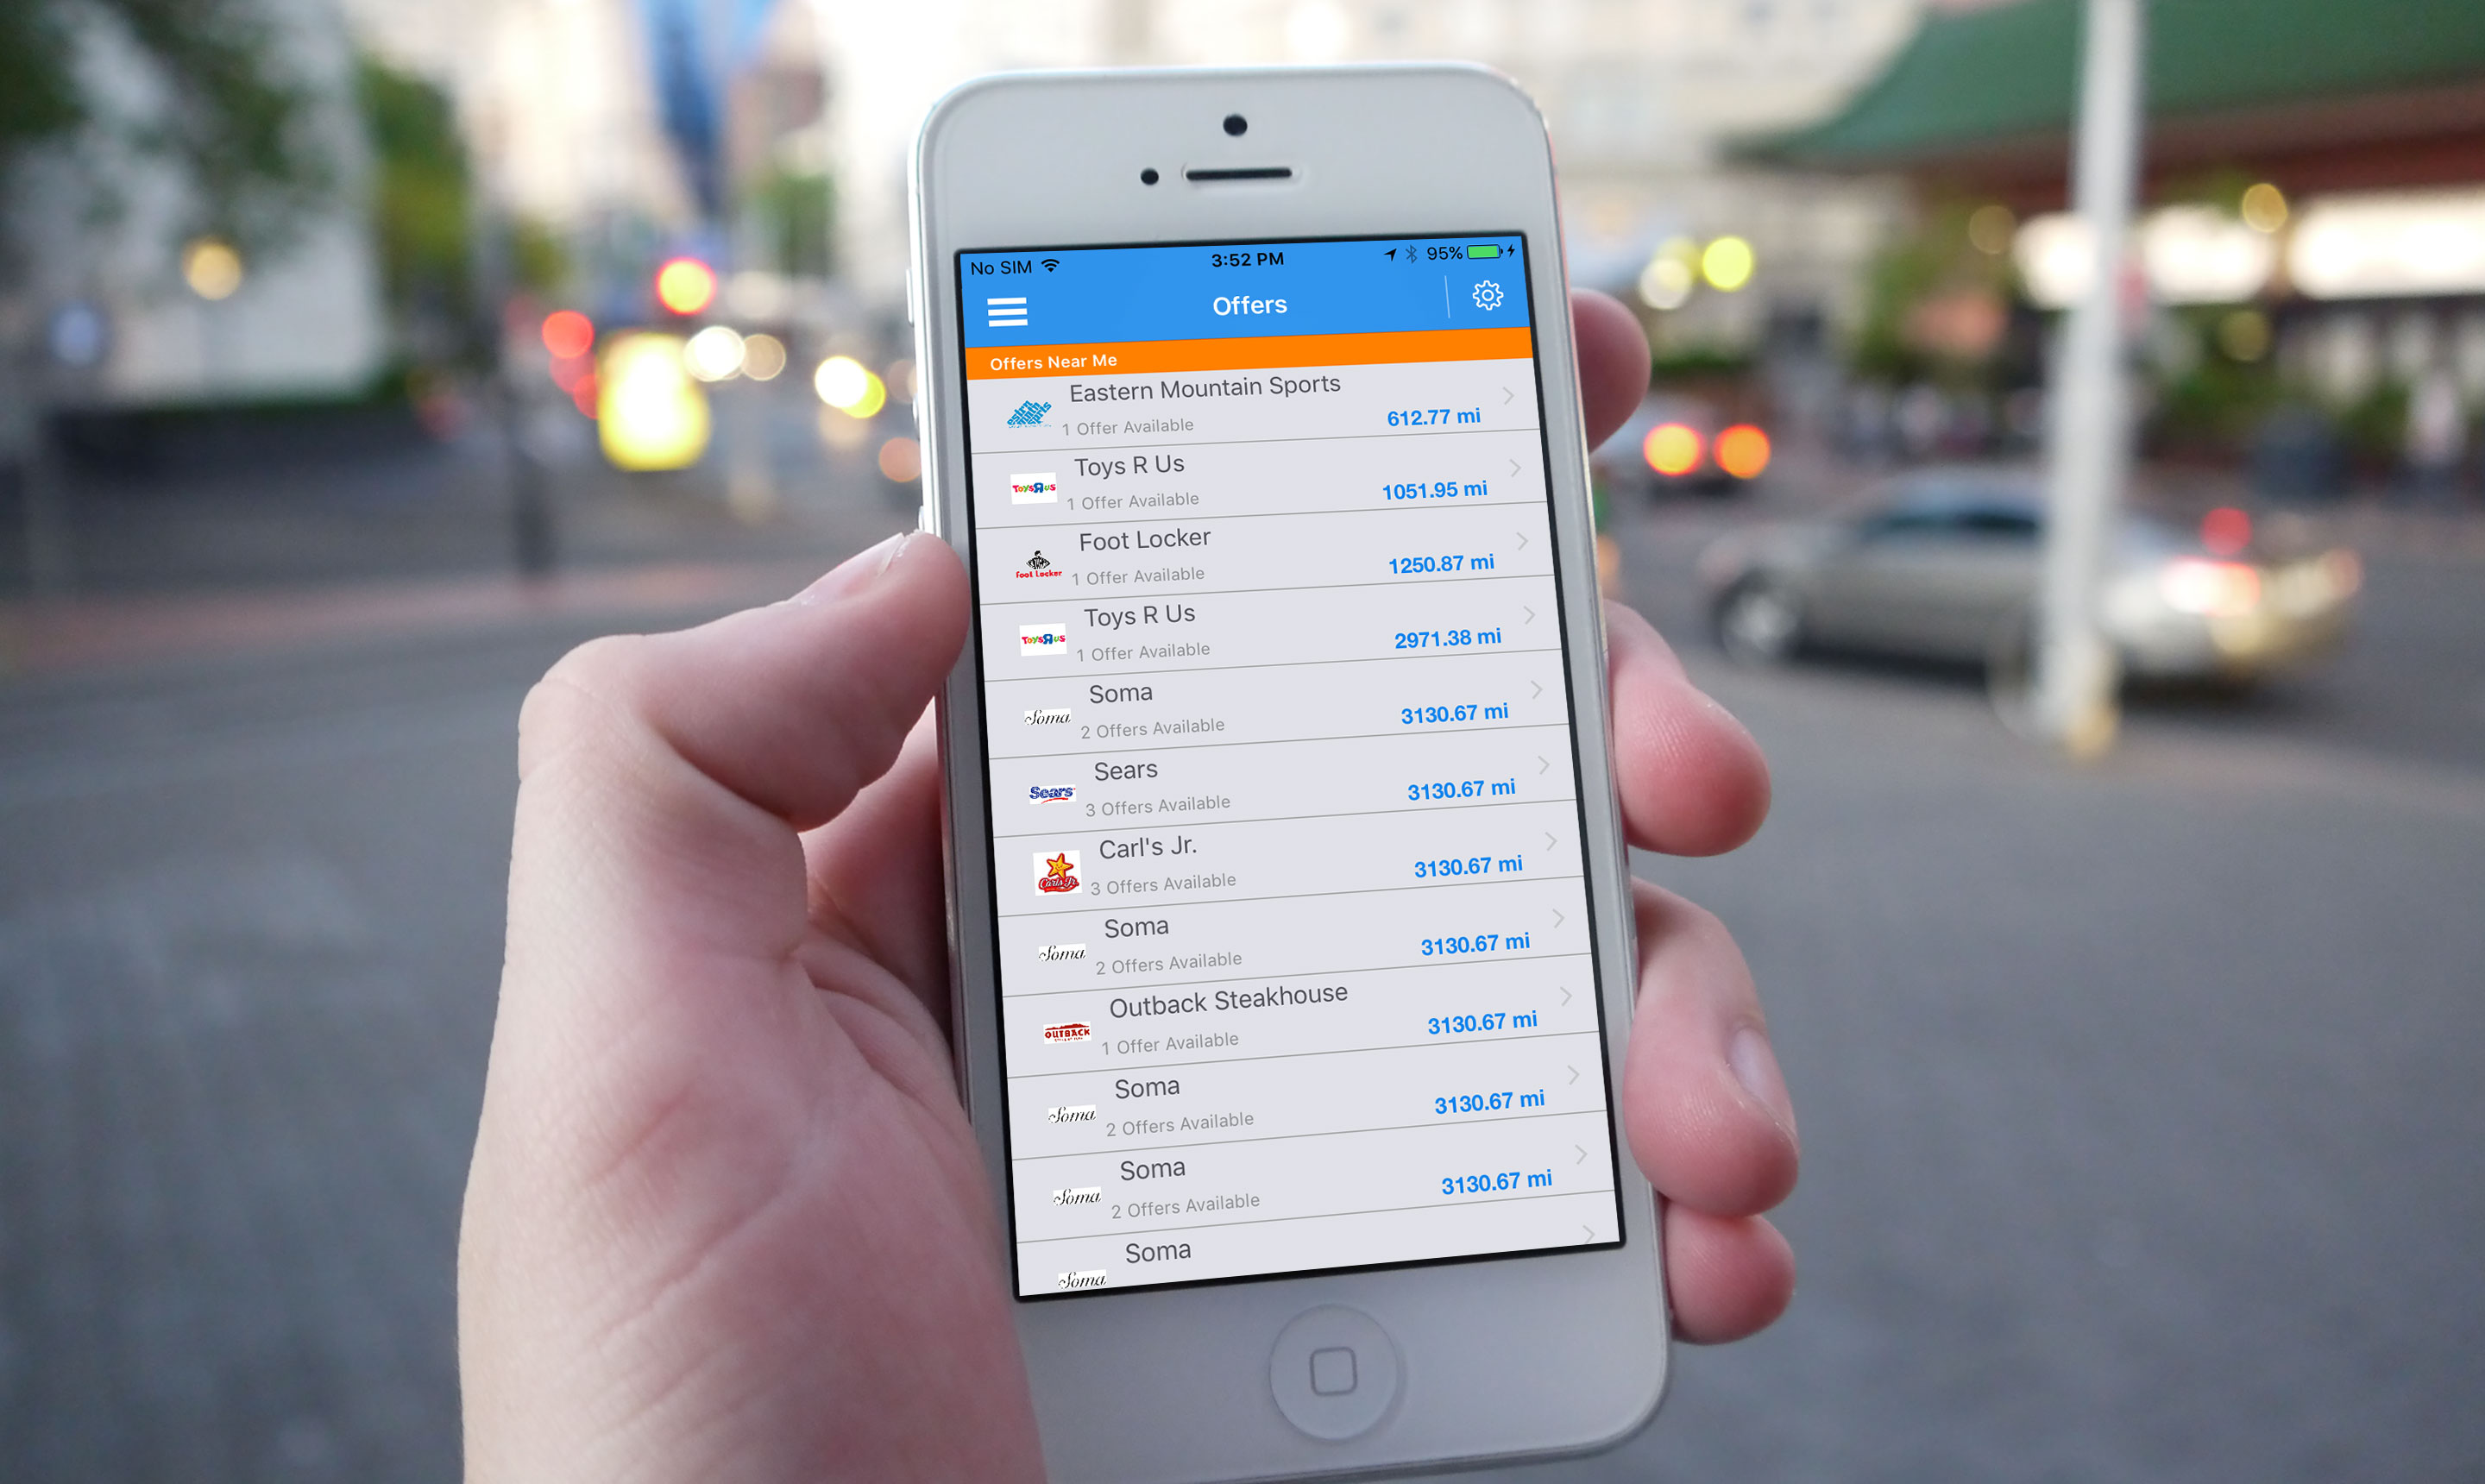 No SIM 3:52 PM 95%
Offers
Offers Near Me
Eastern Mountain Sports
1 Offer Available 612.77 mi
Toys R Us
ToysRus
1 Offer Available 1051.95 mi
Foot Locker
Foot Locker
1 Offer Available 1250.87 mi
Toys R Us
ToysRus
1 Offer Available 2971.38 mi
Soma
Soma
2 Offers Available 3130.67 mi
Sears
Sears
3 Offers Available 3130.67 mi
Carl's Jr.
Carl's Jr.
3 Offers Available 3130.67 mi
Soma
Soma
2 Offers Available 3130.67 mi
Outback Steakhouse
OUTBACK
1 Offer Available 3130.67 mi
Soma
Soma
2 Offers Available 3130.67 mi
Soma
Soma
2 Offers Available 3130.67 mi
Soma
Soma